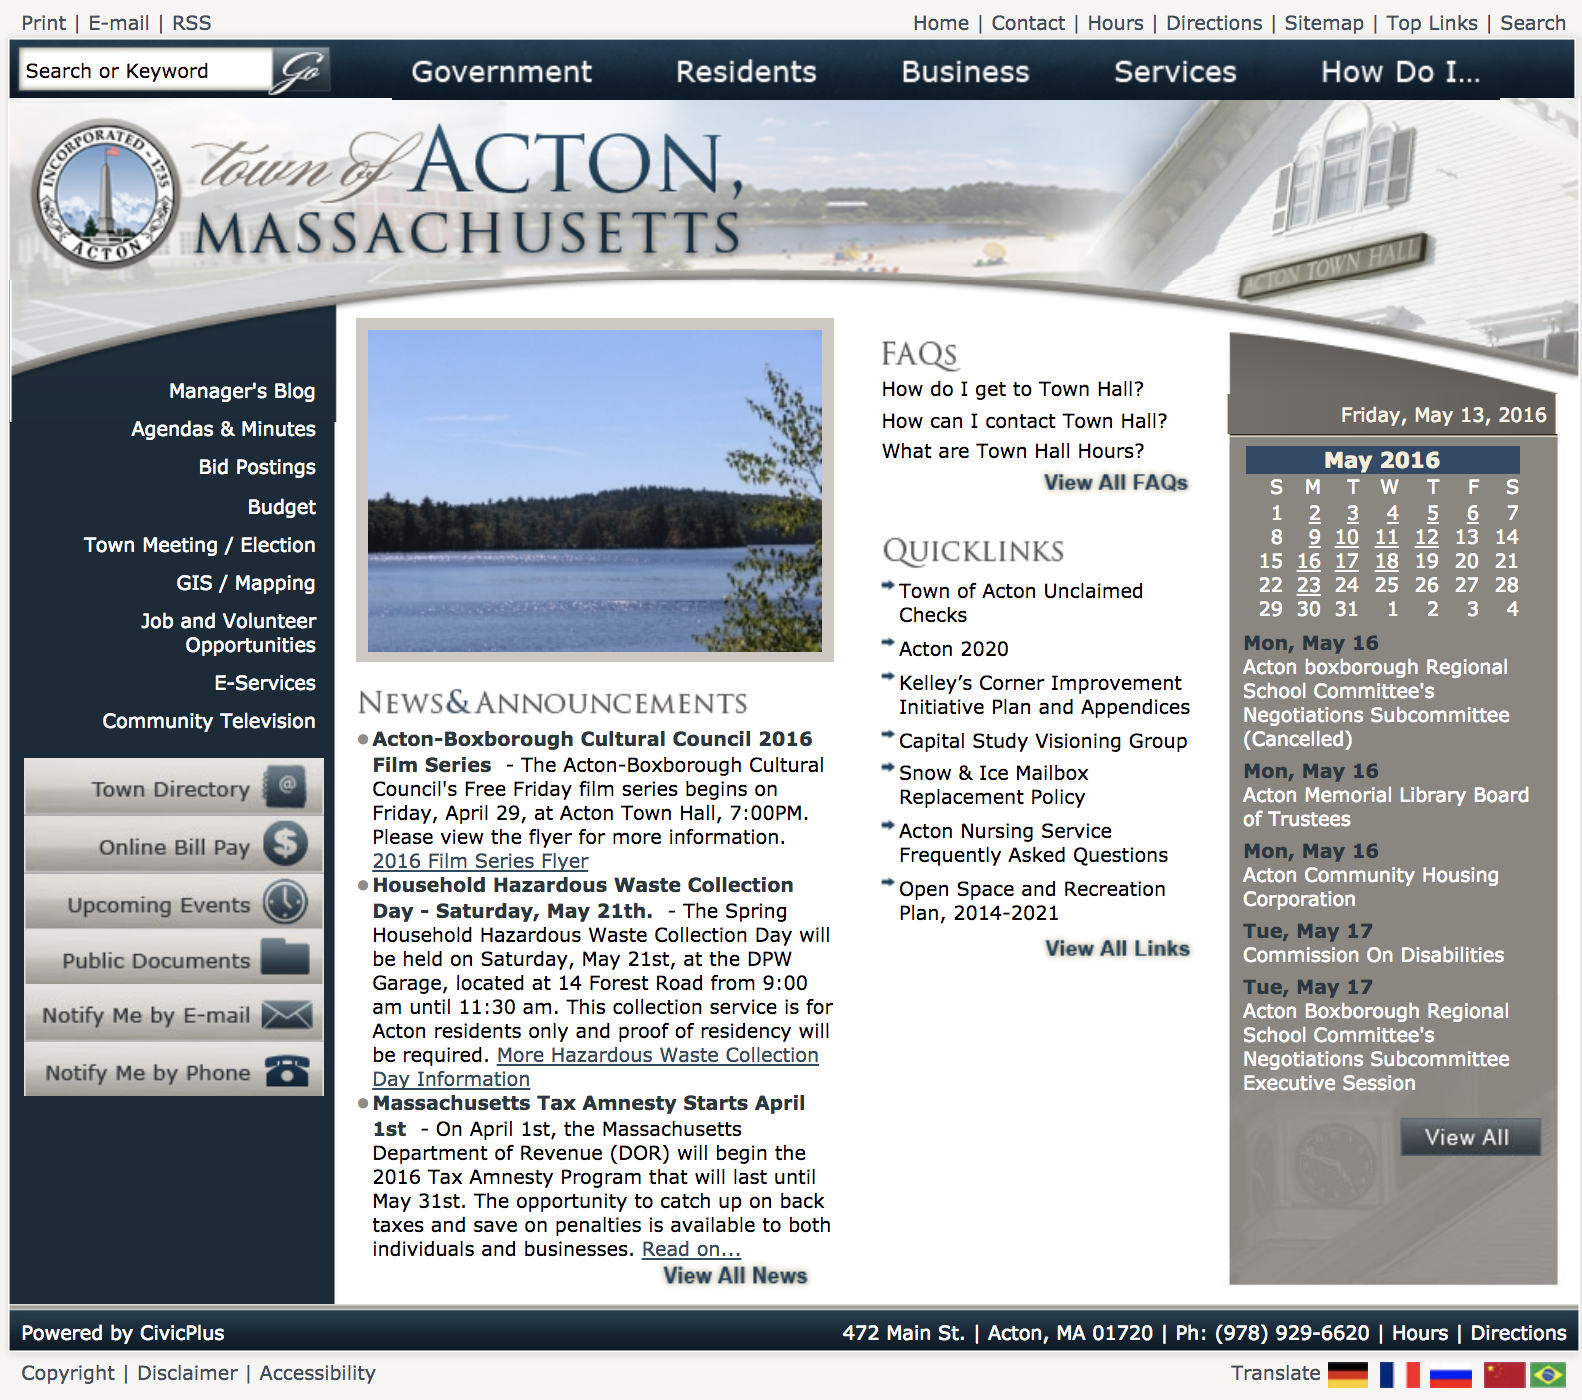 Print | E-mail | RSS
Home | Contact | Hours | Directions | Sitemap | Top Links | Search
Search or Keyword Go
Government Residents Business Services How Do I...
INCORPORATED - 1735
ACTON
town of ACTON,
MASSACHUSETTS
ACTON TOWN HALL
Manager's Blog
Agendas & Minutes
Bid Postings
Budget
Town Meeting / Election
GIS / Mapping
Job and Volunteer
Opportunities
E-Services
Community Television
Town Directory
Online Bill Pay
Upcoming Events
Public Documents
Notify Me by E-mail
Notify Me by Phone
NEWS & ANNOUNCEMENTS
Acton-Boxborough Cultural Council 2016
Film Series - The Acton-Boxborough Cultural
Council's Free Friday film series begins on
Friday, April 29, at Acton Town Hall, 7:00PM.
Please view the flyer for more information.
2016 Film Series Flyer
Household Hazardous Waste Collection
Day - Saturday, May 21th. - The Spring
Household Hazardous Waste Collection Day will
be held on Saturday, May 21st, at the DPW
Garage, located at 14 Forest Road from 9:00
am until 11:30 am. This collection service is for
Acton residents only and proof of residency will
be required. More Hazardous Waste Collection
Day Information
Massachusetts Tax Amnesty Starts April
1st - On April 1st, the Massachusetts
Department of Revenue (DOR) will begin the
2016 Tax Amnesty Program that will last until
May 31st. The opportunity to catch up on back
taxes and save on penalties is available to both
individuals and businesses. Read on...
View All News
FAQs
How do I get to Town Hall?
How can I contact Town Hall?
What are Town Hall Hours?
View All FAQs
QUICKLINKS
Town of Acton Unclaimed
Checks
Acton 2020
Kelley’s Corner Improvement
Initiative Plan and Appendices
Capital Study Visioning Group
Snow & Ice Mailbox
Replacement Policy
Acton Nursing Service
Frequently Asked Questions
Open Space and Recreation
Plan, 2014-2021
View All Links
Friday, May 13, 2016
May 2016
S M T W T F S
1 2 3 4 5 6 7
8 9 10 11 12 13 14
15 16 17 18 19 20 21
22 23 24 25 26 27 28
29 30 31 1 2 3 4
Mon, May 16
Acton boxborough Regional
School Committee's
Negotiations Subcommittee
(Cancelled)
Mon, May 16
Acton Memorial Library Board
of Trustees
Mon, May 16
Acton Community Housing
Corporation
Tue, May 17
Commission On Disabilities
Tue, May 17
Acton Boxborough Regional
School Committee's
Negotiations Subcommittee
Executive Session
View All
Powered by CivicPlus
472 Main St. | Acton, MA 01720 | Ph: (978) 929-6620 | Hours | Directions
Copyright | Disclaimer | Accessibility
Translate